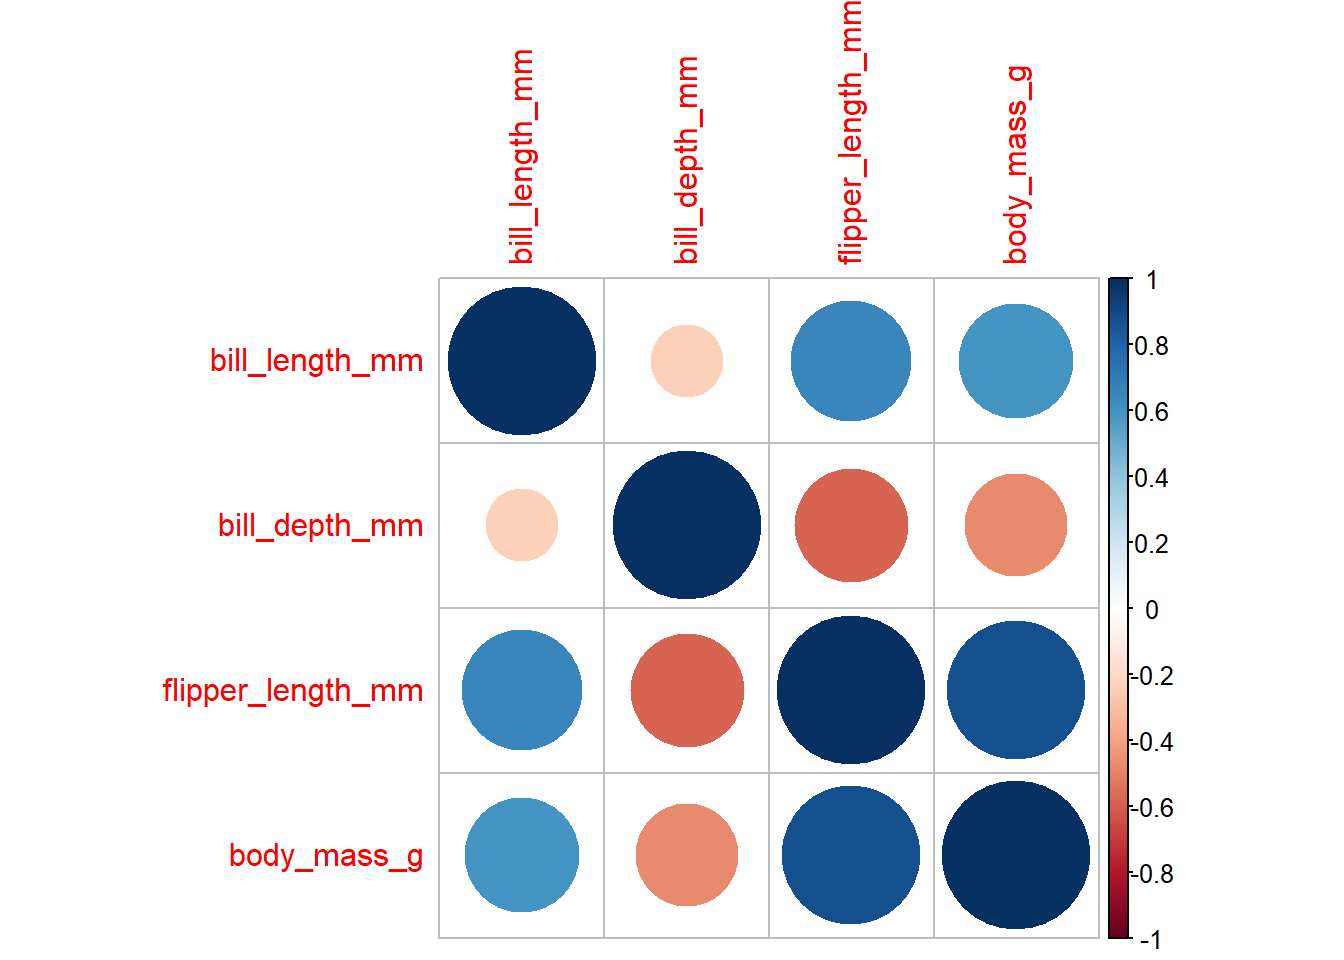 bill_length_mm
bill_depth_mm
flipper_length_mm
body_mass_g
bill_length_mm
bill_depth_mm
flipper_length_mm
body_mass_g
1
0.8
0.6
0.4
0.2
0
-0.2
-0.4
-0.6
-0.8
-1